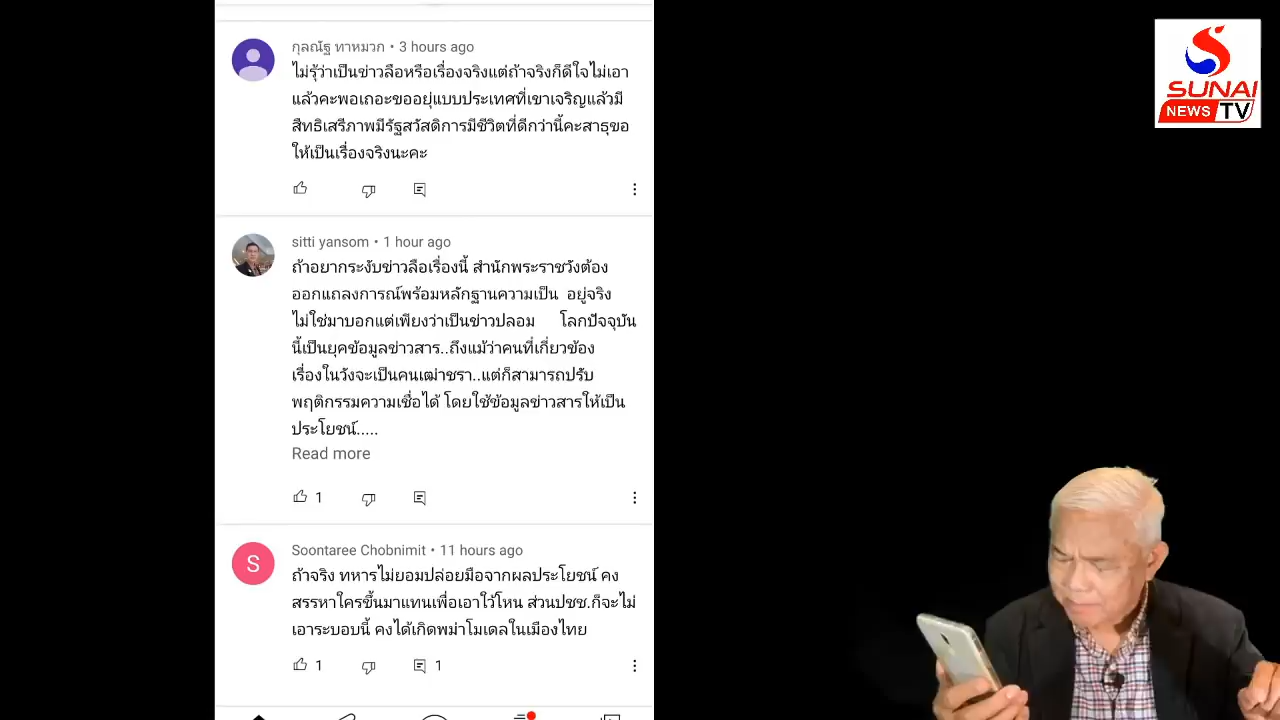 กุลณัฐ ทาหมวก • 3 hours ago
ไม่รุ้ว่าเป็นข่าวลือหรือเรื่องจริงแต่ถ้าจริงก็ดีใจไม่เอา
แล้วคะพอเถอะขออยุ่แบบประเทศที่เขาเจริญแล้วมี
สืทธิเสรีภาพมีรัฐสวัสดิการมีชีวิตที่ดีกว่านี้คะสาธุขอ
ให้เป็นเรื่องจริงนะคะ
sitti yansom • 1 hour ago
ถ้าอยากระงับข่าวลือเรื่องนี้ สำนักพระราชวังต้อง
ออกแถลงการณ์พร้อมหลักฐานความเป็น อยู่จริง
ไม่ใช่มาบอกแต่เพียงว่าเป็นข่าวปลอม โลกปัจจุบัน
นี้เป็นยุคข้อมูลข่าวสาร..ถึงแม้ว่าคนที่เกี่ยวข้อง
เรื่องในวังจะเป็นคนเฒ่าชรา..แต่ก็สามารถปรับ
พฤติกรรมความเชื่อได้ โดยใช้ข้อมูลข่าวสารให้เป็น
ประโยชน์.....
Read more
1
S
Soontaree Chobnimit • 11 hours ago
ถ้าจริง ทหารไม่ยอมปล่อยมือจากผลประโยชน์ คง
สรรหาใครขึ้นมาแทนเพื่อเอาใว้โหน ส่วนปชช.ก็จะไม่
เอาระบอบนี้ คงได้เกิดพม่าโมเดลในเมืองไทย
1 1
SUNAI
NEWS TV